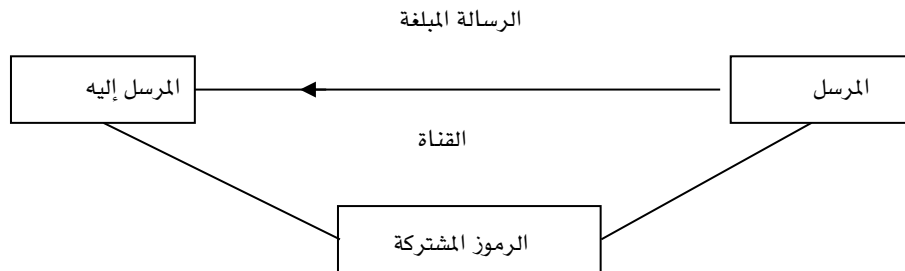 الرسالة المبلغة
المرسل
المرسل إليه
القناة
الرموز المشتركة